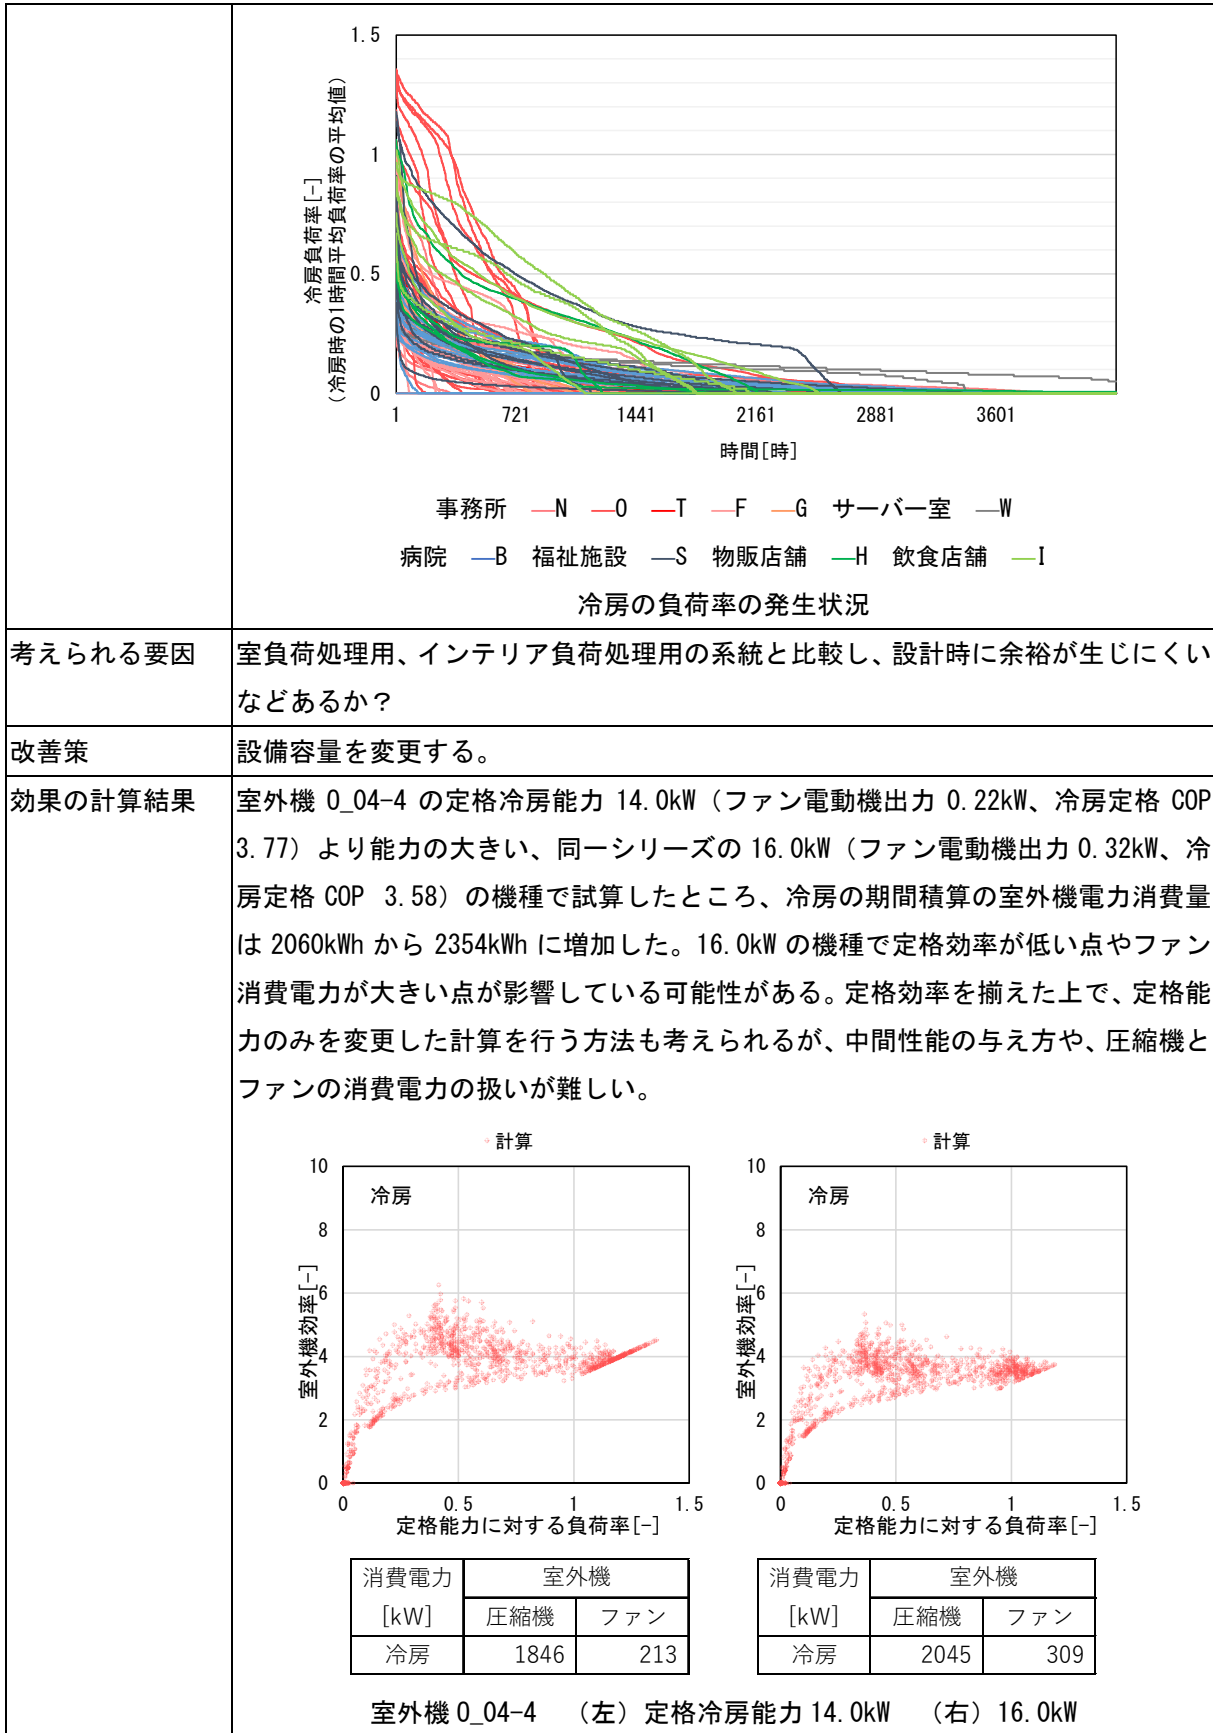 1.5
1
0.5
0
冷房負荷率[-]
(冷房時の1時間平均負荷率の平均値)
1 721 1441 2161 2881 3601
時間[時]
事務所 N O T F G サーバー室 W
病院 B 福祉施設 S 物販店舗 H 飲食店舗 I
冷房の負荷率の発生状況
考えられる要因
室負荷処理用、インテリア負荷処理用の系統と比較し、設計時に余裕が生じにくい
などあるか？
改善策
設備容量を変更する。
効果の計算結果
室外機 O_04-4 の定格冷房能力 14.0kW（ファン電動機出力 0.22kW、冷房定格 COP
3.77）より能力の大きい、同一シリーズの 16.0kW（ファン電動機出力 0.32kW、冷
房定格 COP 3.58）の機種で試算したところ、冷房の期間積算の室外機電力消費量
は 2060kWh から 2354kWh に増加した。16.0kW の機種で定格効率が低い点やファン
消費電力が大きい点が影響している可能性がある。定格効率を揃えた上で、定格能
力のみを変更した計算を行う方法も考えられるが、中間性能の与え方や、圧縮機と
ファンの消費電力の扱いが難しい。
計算
冷房
10
8
6
4
2
0
室外機効率[-]
0 0.5 1 1.5
定格能力に対する負荷率[-]
計算
冷房
10
8
6
4
2
0
室外機効率[-]
0 0.5 1 1.5
定格能力に対する負荷率[-]
消費電力 室外機
[kW] 圧縮機 ファン
冷房 1846 213
消費電力 室外機
[kW] 圧縮機 ファン
冷房 2045 309
室外機 O_04-4 （左）定格冷房能力 14.0kW （右）16.0kW